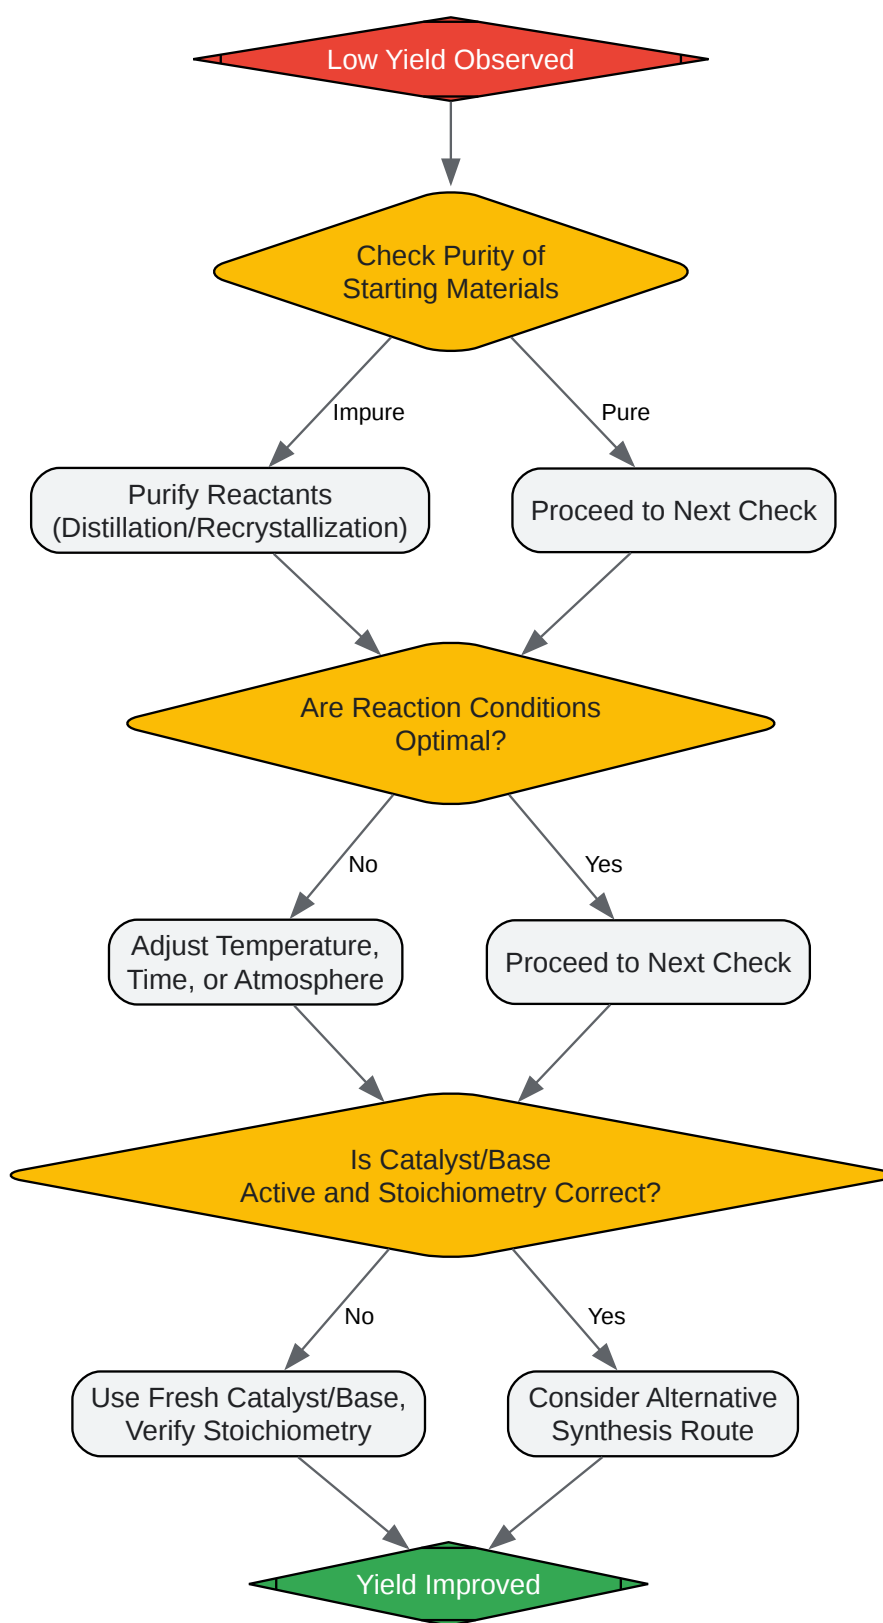 Low Yield Observed
Check Purity of
Starting Materials
Impure
Pure
Purify Reactants
(Distillation/Recrystallization)
Proceed to Next Check
Are Reaction Conditions
Optimal?
No
Yes
Adjust Temperature,
Time, or Atmosphere
Proceed to Next Check
Is Catalyst/Base
Active and Stoichiometry Correct?
No
Yes
Use Fresh Catalyst/Base,
Verify Stoichiometry
Consider Alternative
Synthesis Route
Yield Improved